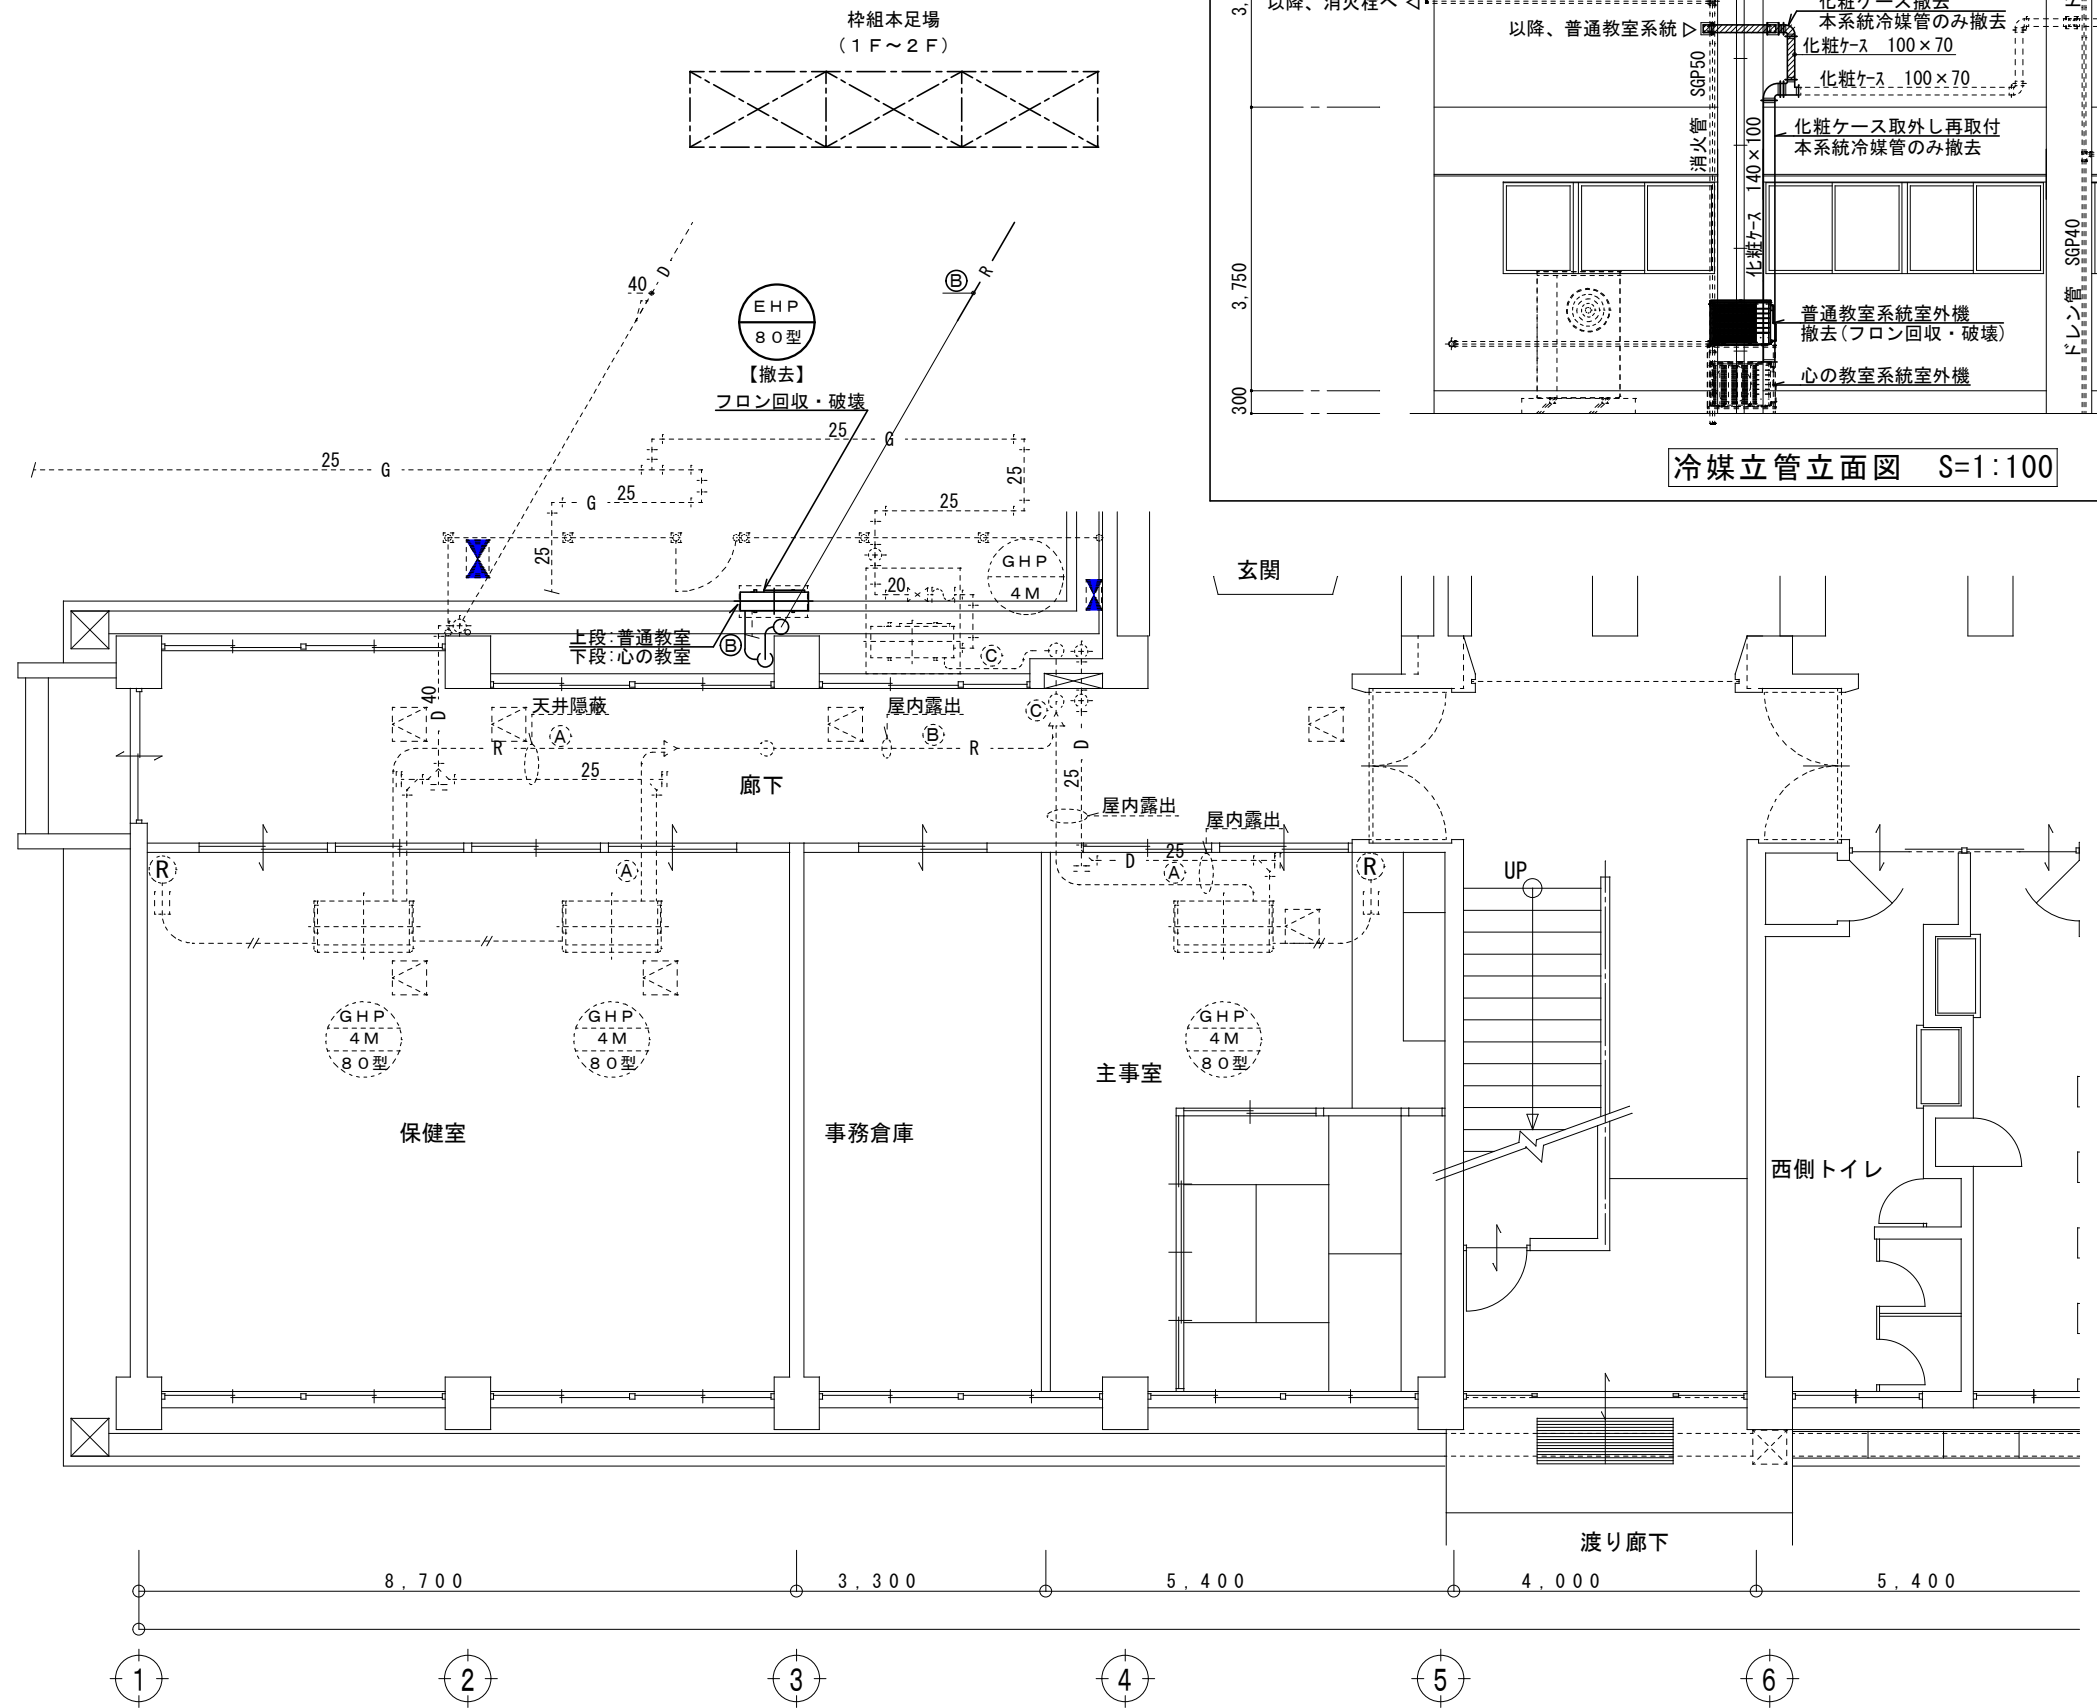 枠組本足場
（１Ｆ～２Ｆ）
以降、消火栓へ
以降、普通教室系統
化粧ケース撤去
本系統冷媒管のみ撤去
化粧ｹｰｽ 100×70
化粧ｹｰｽ 100×70
化粧ケース取外し再取付
本系統冷媒管のみ撤去
消火管 SGP50
化粧ｹｰｽ 140×100
ドレン管 SGP40
3,750
300
普通教室系統室外機
撤去(フロン回収・破壊)
心の教室系統室外機
冷媒立管立面図 S=1:100
40
D
Ⓑ
R
ＥＨＰ
８０型
【撤去】
フロン回収・破壊
25
G
25
G
25
25
G
25
25
20
ＧＨＰ
４Ｍ
玄関
上段:普通教室
下段:心の教室
Ⓑ
Ⓒ
40
D
天井隠蔽
Ⓐ
屋内露出
Ⓑ
Ⓒ
R
R
25
D
25
廊下
屋内露出
屋内露出
D
25
Ⓐ
Ⓐ
R
R
UP
ＧＨＰ
４Ｍ
８０型
ＧＨＰ
４Ｍ
８０型
ＧＨＰ
４Ｍ
８０型
主事室
保健室
事務倉庫
西側トイレ
渡り廊下
8,700
3,300
5,400
4,000
5,400
1
2
3
4
5
6